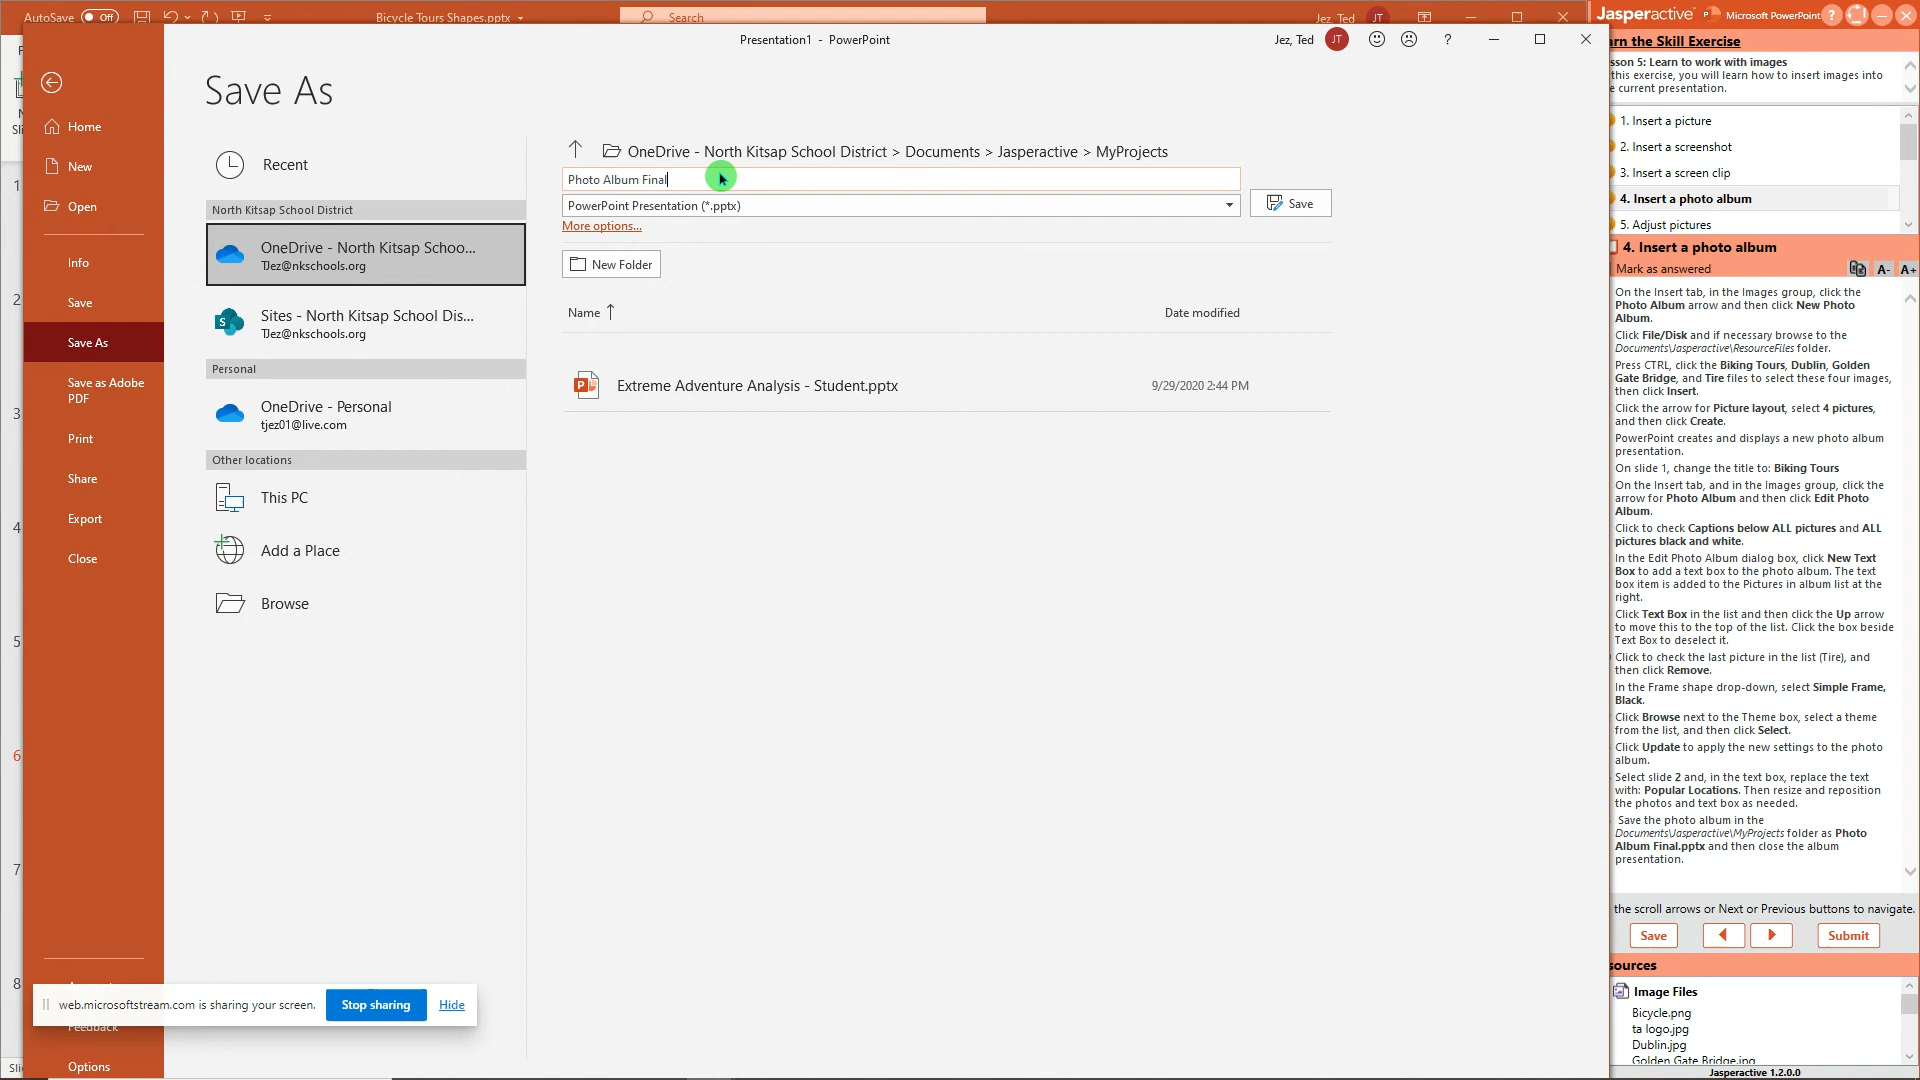 AutoSave Off
Bicycle Tours Shapes.pptx
Search
Jez, Ted JT
Presentation1 - PowerPoint
Jez, Ted JT
?
Save As
Home
New
Open
Info
Save
Save As
Save as Adobe
PDF
Print
Share
Export
Close
Feedback
Options
Recent
North Kitsap School District
OneDrive - North Kitsap Schoo...
TJez@nkschools.org
Sites - North Kitsap School Dis...
TJez@nkschools.org
Personal
OneDrive - Personal
tjez01@live.com
Other locations
This PC
Add a Place
Browse
OneDrive - North Kitsap School District > Documents > Jasperactive > MyProjects
Photo Album Final
PowerPoint Presentation (*.pptx)
Save
More options...
New Folder
Name
Date modified
Extreme Adventure Analysis - Student.pptx
9/29/2020 2:44 PM
web.microsoftstream.com is sharing your screen.
Stop sharing
Hide
1
2
3
4
5
6
7
8
Jasperactive Microsoft PowerPoint ?
rn the Skill Exercise
sson 5: Learn to work with images
this exercise, you will learn how to insert images into
e current presentation.
1. Insert a picture
2. Insert a screenshot
3. Insert a screen clip
4. Insert a photo album
5. Adjust pictures
4. Insert a photo album
Mark as answered
A- A+
On the Insert tab, in the Images group, click the
Photo Album arrow and then click New Photo
Album.
Click File/Disk and if necessary browse to the
Documents\Jasperactive\ResourceFiles folder.
Press CTRL, click the Biking Tours, Dublin, Golden
Gate Bridge, and Tire files to select these four images,
then click Insert.
Click the arrow for Picture layout, select 4 pictures,
and then click Create.
PowerPoint creates and displays a new photo album
presentation.
On slide 1, change the title to: Biking Tours
On the Insert tab, and in the Images group, click the
arrow for Photo Album and then click Edit Photo
Album.
Click to check Captions below ALL pictures and ALL
pictures black and white.
In the Edit Photo Album dialog box, click New Text
Box to add a text box to the photo album. The text
box item is added to the Pictures in album list at the
right.
Click Text Box in the list and then click the Up arrow
to move this to the top of the list. Click the box beside
Text Box to deselect it.
Click to check the last picture in the list (Tire), and
then click Remove.
In the Frame shape drop-down, select Simple Frame,
Black.
Click Browse next to the Theme box, select a theme
from the list, and then click Select.
Click Update to apply the new settings to the photo
album.
Select slide 2 and, in the text box, replace the text
with: Popular Locations. Then resize and reposition
the photos and text box as needed.
Save the photo album in the
Documents\Jasperactive\MyProjects folder as Photo
Album Final.pptx and then close the album
presentation.
the scroll arrows or Next or Previous buttons to navigate.
Save
Submit
sources
Image Files
Bicycle.png
ta logo.jpg
Dublin.jpg
Golden Gate Bridge.jpg
Jasperactive 1.2.0.0